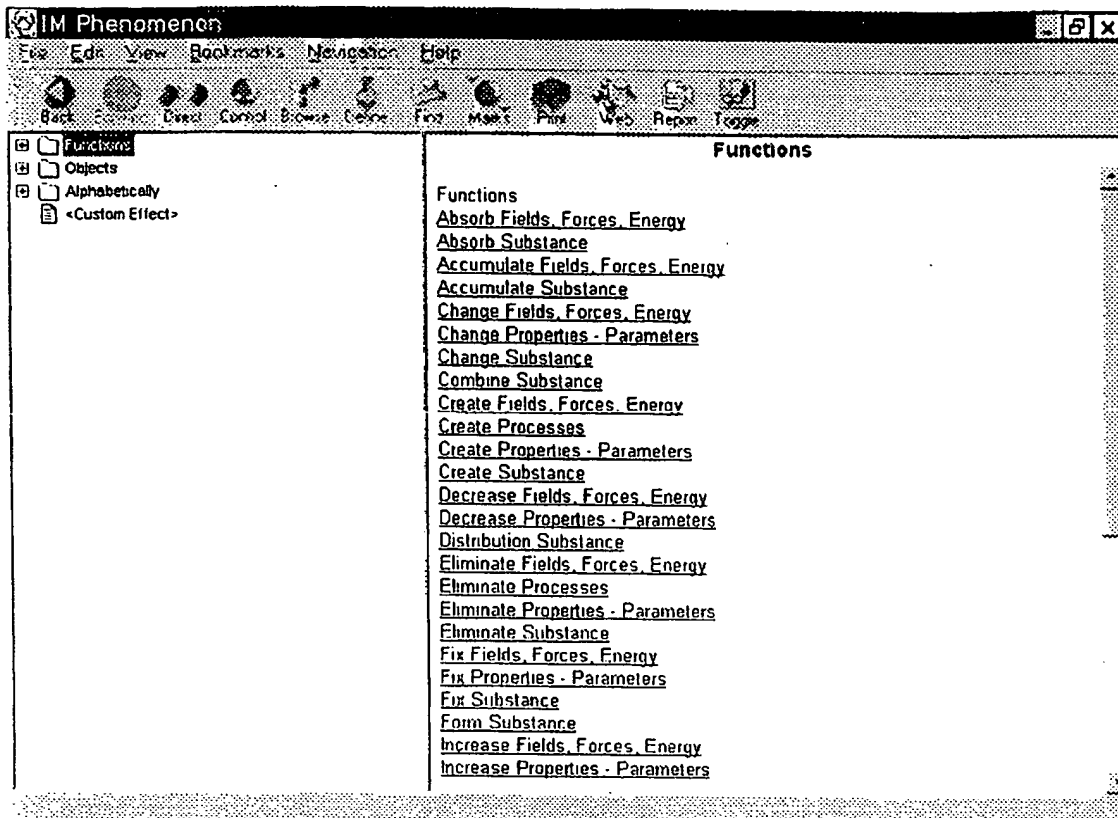 IM Phenomenon
File Edit View Bookmarks Navigation Help
Back Direct Control Browse Define Find Marks Print Web Report Toggle
Functions
Objects
Alphabetically
<Custom Effect>
Functions
Functions
Absorb Fields, Forces, Energy
Absorb Substance
Accumulate Fields, Forces, Energy
Accumulate Substance
Change Fields, Forces, Energy
Change Properties - Parameters
Change Substance
Combine Substance
Create Fields, Forces, Energy
Create Processes
Create Properties - Parameters
Create Substance
Decrease Fields, Forces, Energy
Decrease Properties - Parameters
Distribution Substance
Eliminate Fields, Forces, Energy
Eliminate Processes
Eliminate Properties - Parameters
Eliminate Substance
Fix Fields, Forces, Energy
Fix Properties - Parameters
Fix Substance
Form Substance
Increase Fields, Forces, Energy
Increase Properties - Parameters